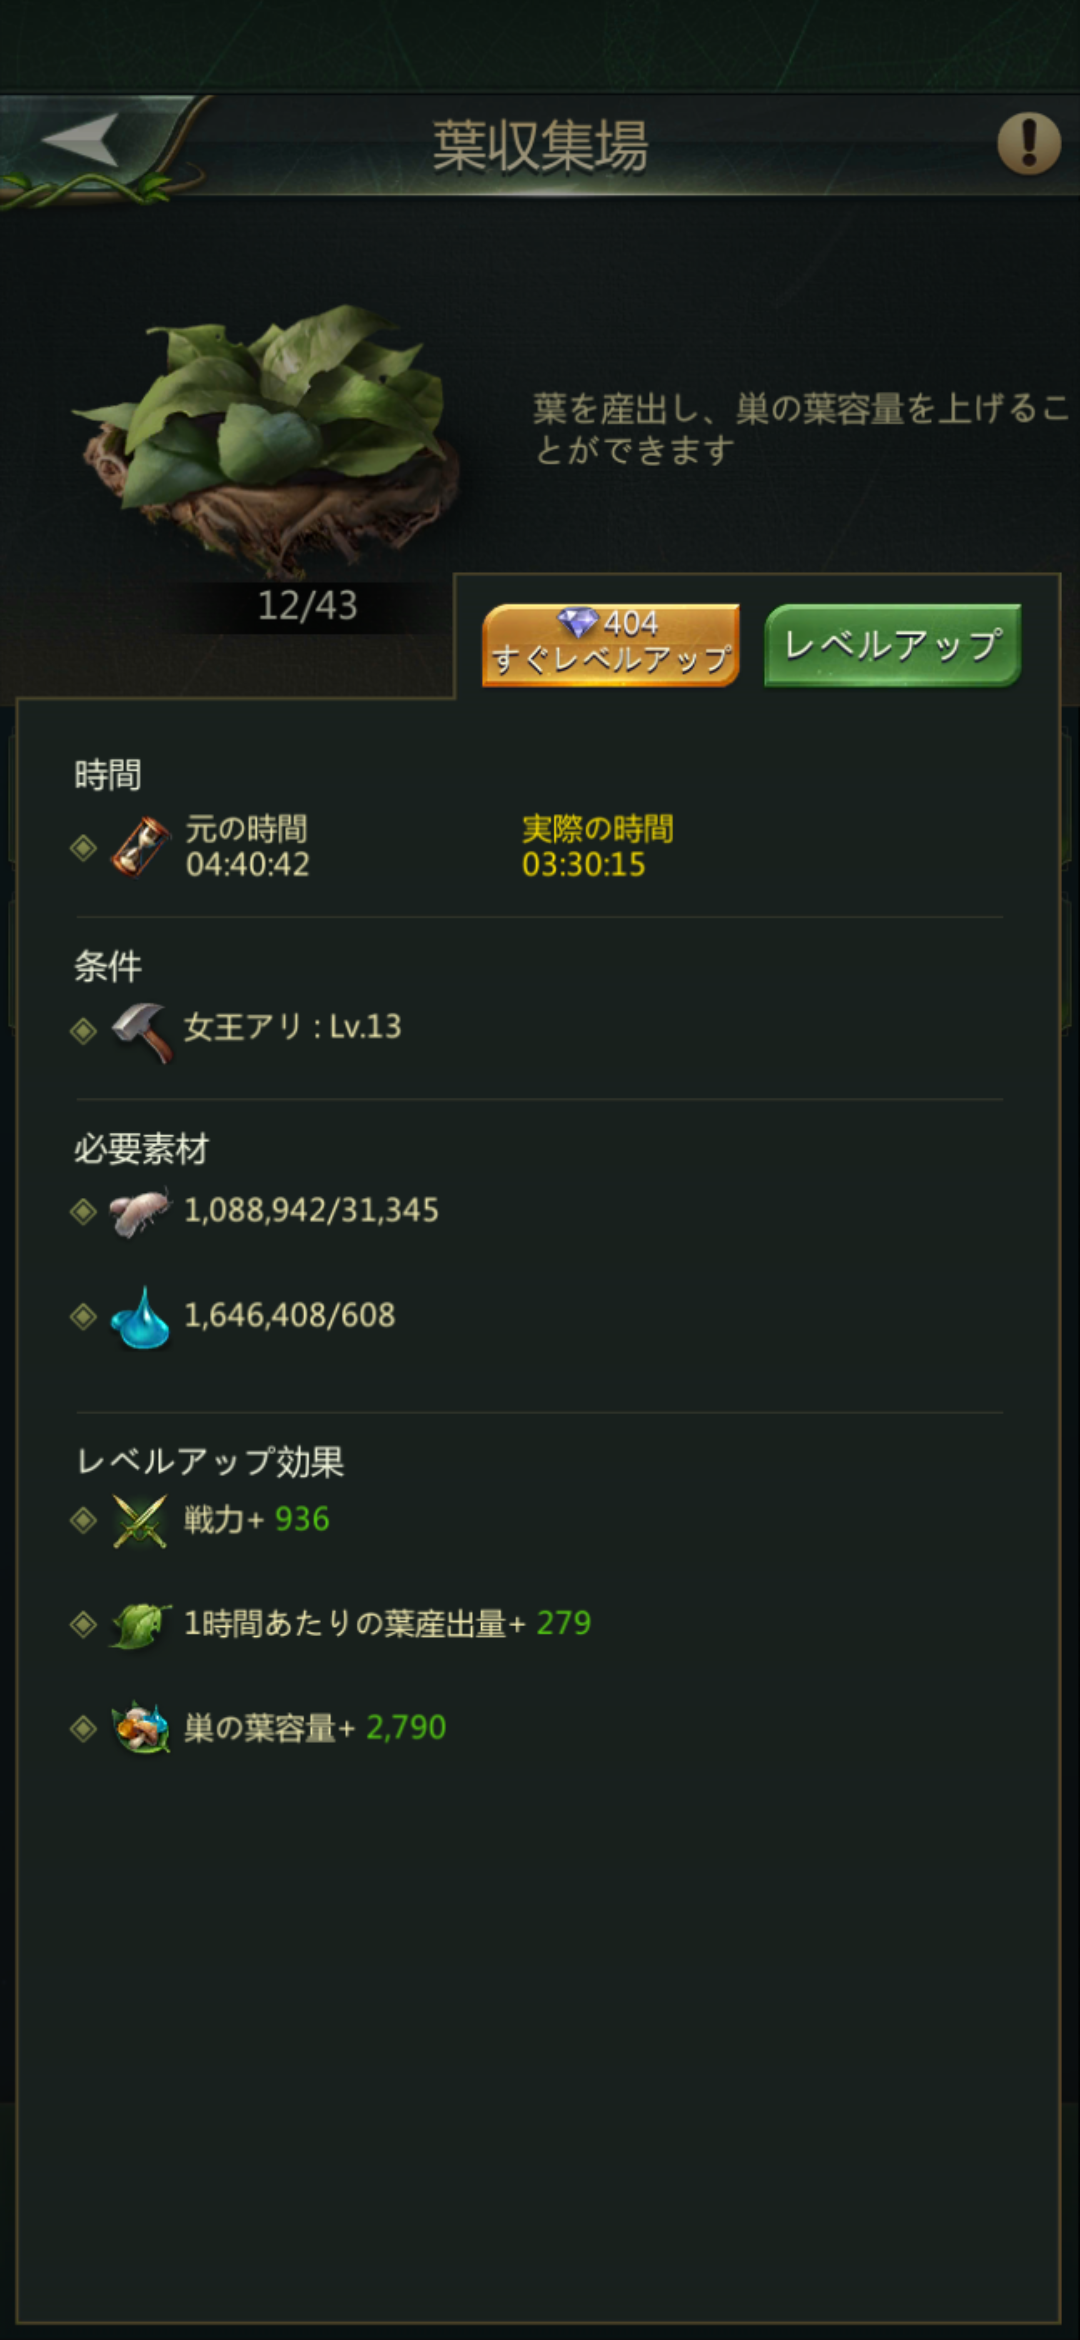 葉収集場
葉を産出し、巣の葉容量を上げるこ
とができます
12/43
404
すぐレベルアップ
レベルアップ
時間
元の時間
04:40:42
実際の時間
03:30:15
条件
女王アリ : Lv.13
必要素材
1,088,942/31,345
1,646,408/608
レベルアップ効果
戦力+ 936
1時間あたりの葉産出量+ 279
巣の葉容量+ 2,790